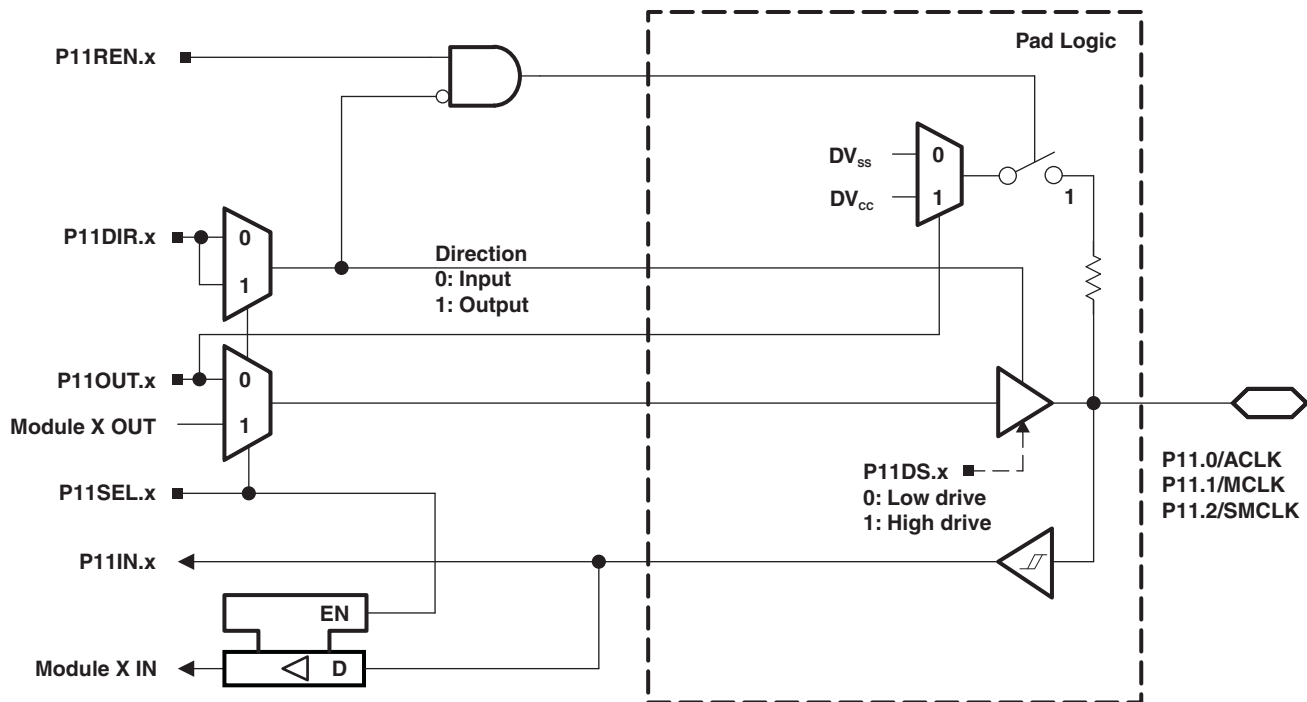 Pad Logic
P11REN.x
DVss
0
DVcc
1
1
P11DIR.x
0
1
Direction
0: Input
1: Output
P11OUT.x
0
Module X OUT
1
P11DS.x
0: Low drive
1: High drive
P11.0/ACLK
P11.1/MCLK
P11.2/SMCLK
P11SEL.x
P11IN.x
EN
Module X IN
D